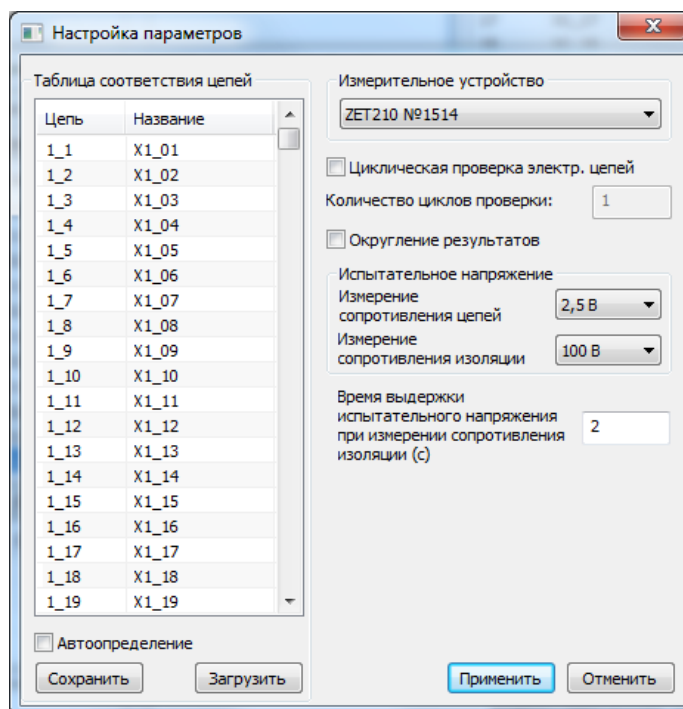 Настройка параметров
Таблица соответствия цепей
Цепь Название
1_1 X1_01
1_2 X1_02
1_3 X1_03
1_4 X1_04
1_5 X1_05
1_6 X1_06
1_7 X1_07
1_8 X1_08
1_9 X1_09
1_10 X1_10
1_11 X1_11
1_12 X1_12
1_13 X1_13
1_14 X1_14
1_15 X1_15
1_16 X1_16
1_17 X1_17
1_18 X1_18
1_19 X1_19
Автоопределение
Сохранить Загрузить
Измерительное устройство
ZET210 №1514
Циклическая проверка электр. цепей
Количество циклов проверки: 1
Округление результатов
Испытательное напряжение
Измерение
сопротивления цепей 2,5 В
Измерение
сопротивления изоляции 100 В
Время выдержки
испытательного напряжения
при измерении сопротивления 2
изоляции (с)
Применить Отменить